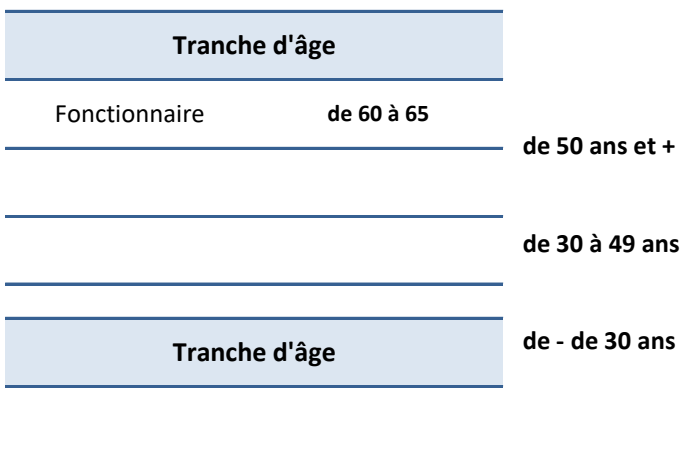 Tranche d'âge
Fonctionnaire de 60 à 65
de 50 ans et +
de 30 à 49 ans
de - de 30 ans
Tranche d'âge